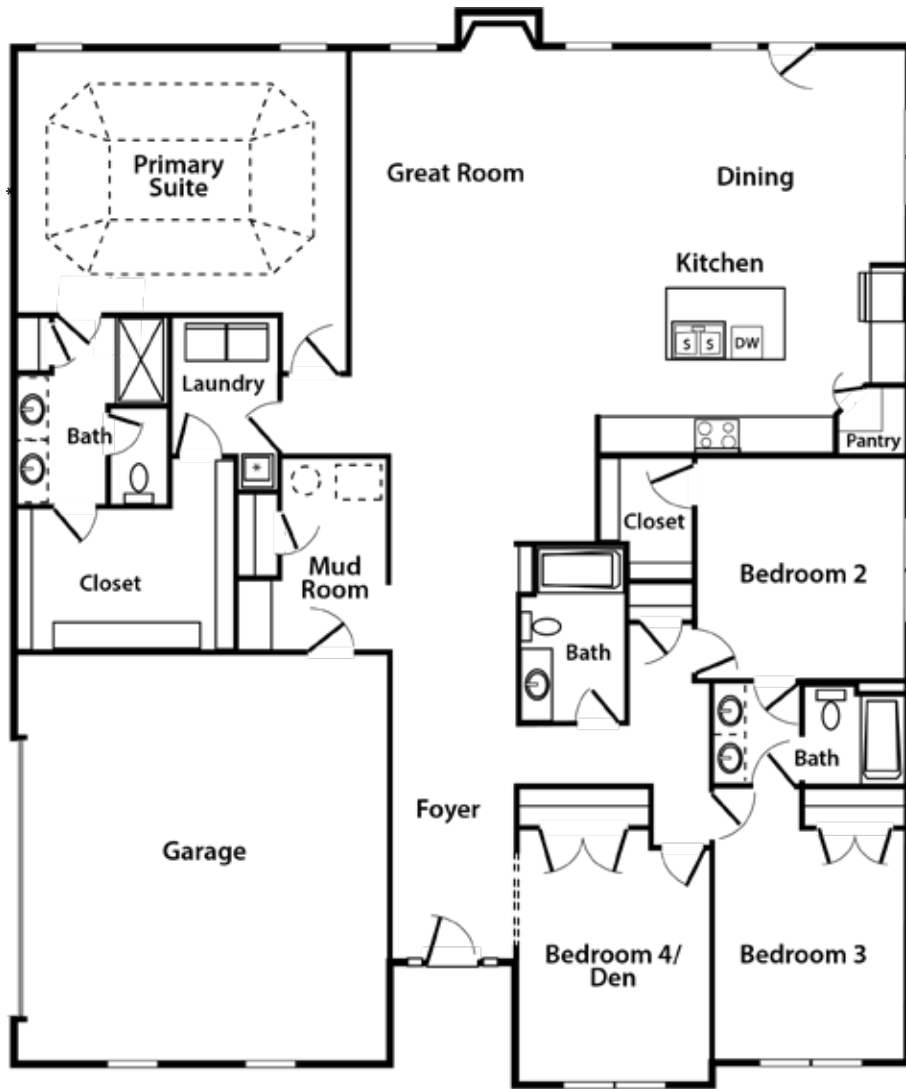 Primary
Suite
*
Great Room
Dining
Kitchen
S S DW
Laundry
Bath
Pantry
*
Closet
Closet
Mud
Room
Bedroom 2
Bath
Bath
Foyer
Garage
Bedroom 4/
Den
Bedroom 3